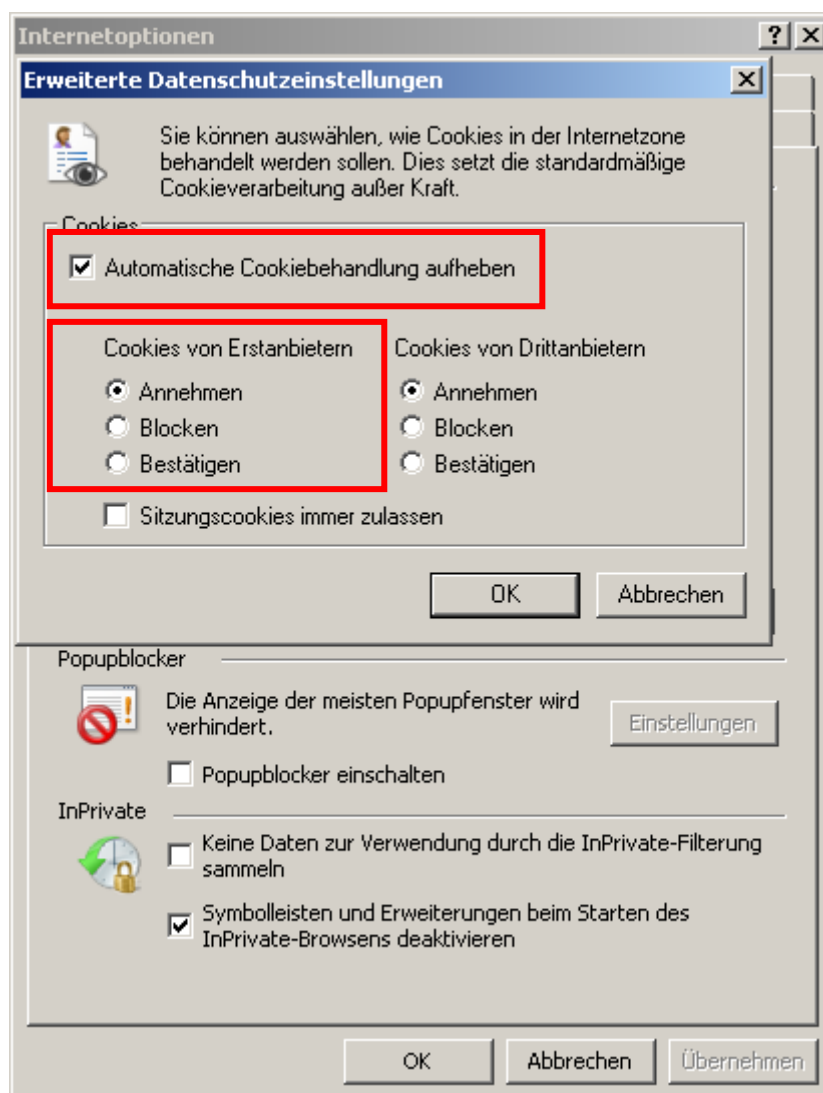 Internetoptionen
Erweiterte Datenschutzeinstellungen
Sie können auswählen, wie Cookies in der Internetzone
behandelt werden sollen. Dies setzt die standardmäßige
Cookieverarbeitung außer Kraft.
Cookies
Automatische Cookiebehandlung aufheben
Cookies von Erstanbietern
Cookies von Drittanbietern
Annehmen
Annehmen
Blocken
Blocken
Bestätigen
Bestätigen
Sitzungscookies immer zulassen
OK
Abbrechen
Popupblocker
Die Anzeige der meisten Popupfenster wird
verhindert.
Einstellungen
Popupblocker einschalten
InPrivate
Keine Daten zur Verwendung durch die InPrivate-Filterung
sammeln
Symbolleisten und Erweiterungen beim Starten des
InPrivate-Browsens deaktivieren
OK
Abbrechen
Übernehmen